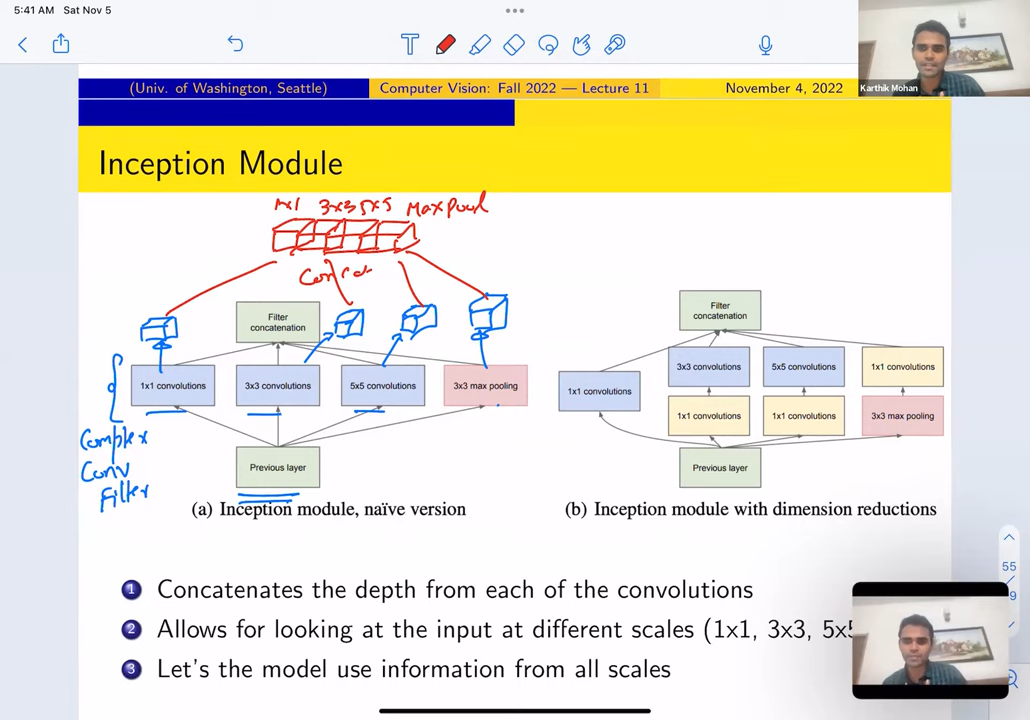 5:41 AM Sat Nov 5
T
Karthik Mohan
(Univ. of Washington, Seattle)
Computer Vision: Fall 2022 — Lecture 11
November 4, 2022
Inception Module
1x1 3x3 5x5 Max Pool
Concat
Filter
concatenation
1x1 convolutions
3x3 convolutions
5x5 convolutions
3x3 max pooling
Previous layer
Complex
Conv
Filter
(a) Inception module, naïve version
Filter
concatenation
3x3 convolutions
5x5 convolutions
1x1 convolutions
1x1 convolutions
1x1 convolutions
1x1 convolutions
3x3 max pooling
Previous layer
(b) Inception module with dimension reductions
1 Concatenates the depth from each of the convolutions
2 Allows for looking at the input at different scales (1x1, 3x3, 5x5
3 Let's the model use information from all scales
55
9